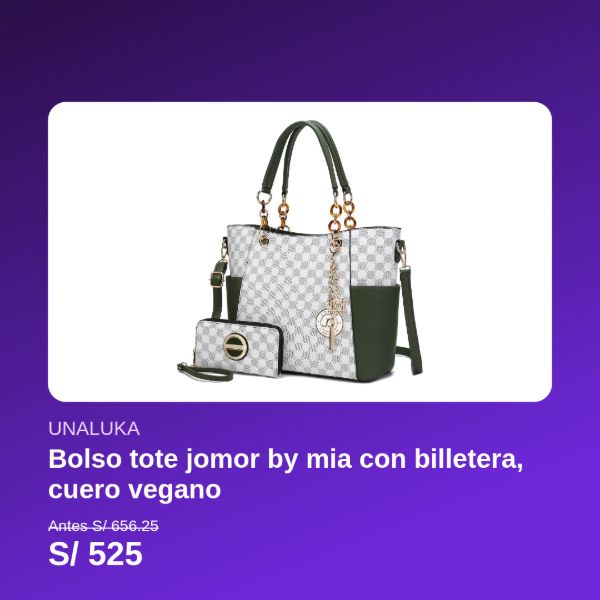 UNALUKA
Bolso tote jomor by mia con billetera,
cuero vegano
Antes S/ 656.25
S/ 525